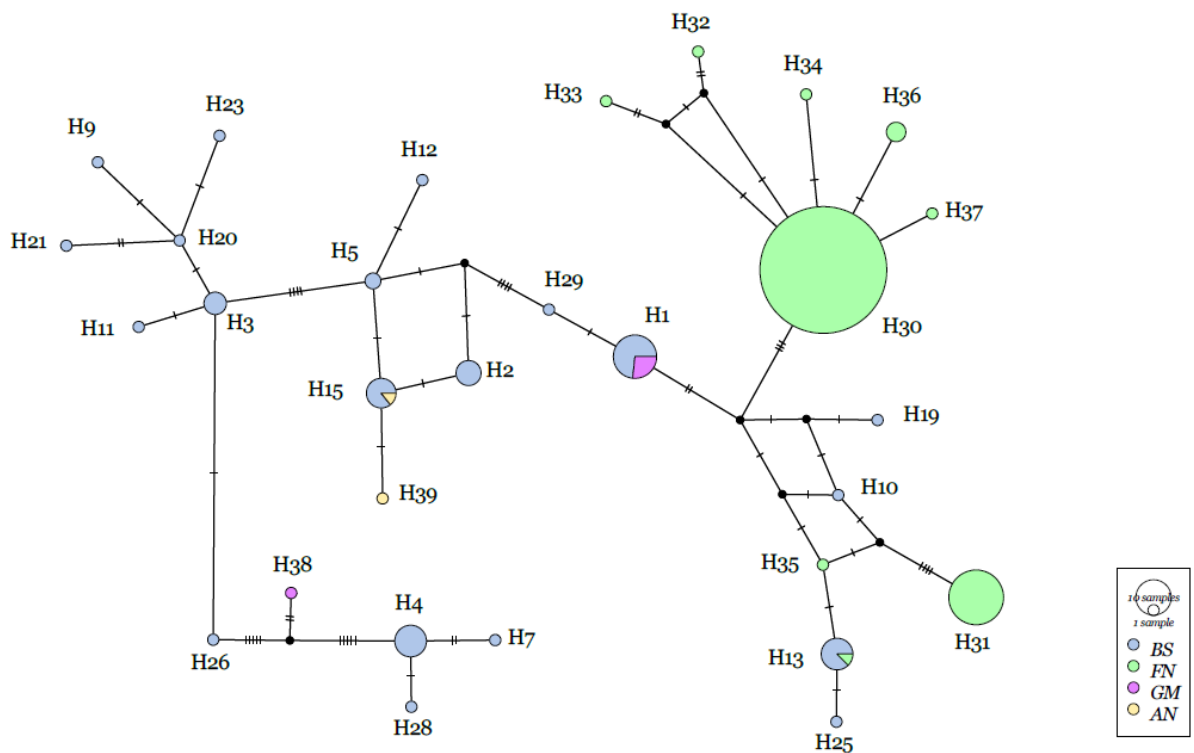 H32
H34
H33
H36
H23
H9
H12
H37
H21
H20
H5
H29
H11
H3
H1
H30
H15
H2
H19
H39
H10
H38
H35
H4
10 samples
1 sample
H26
H7
H13
H31
BS
FN
GM
AN
H28
H25